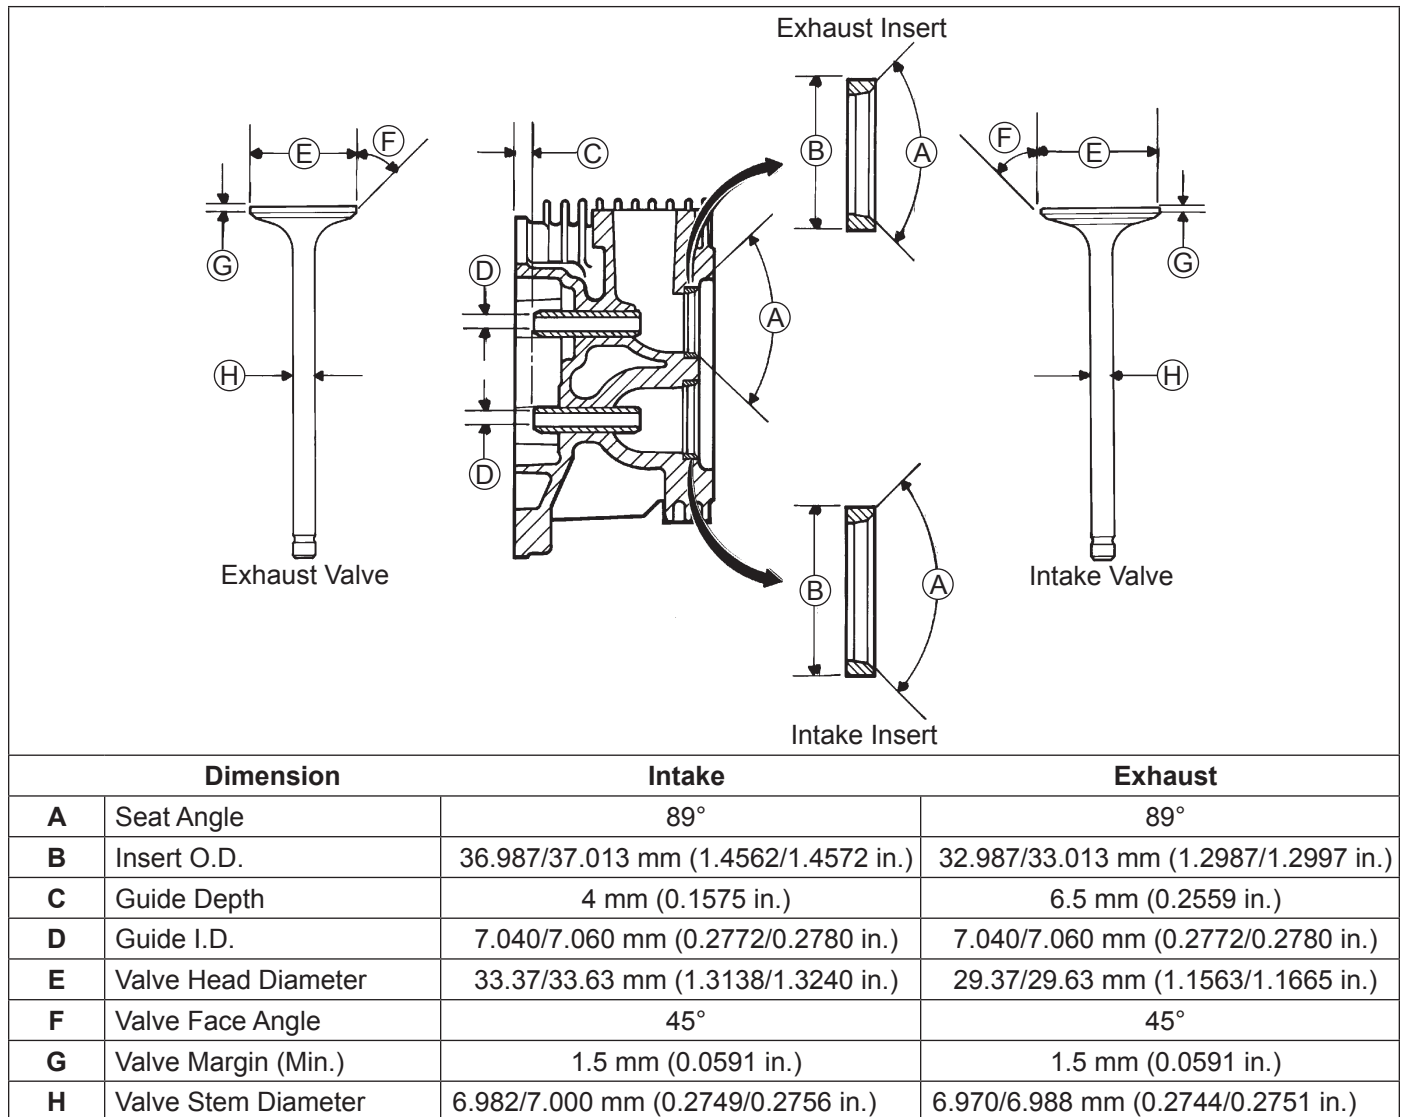 Exhaust Insert
E
F
C
B
A
F
E
G
D
A
G
H
H
D
B
A
Exhaust Valve
Intake Valve
Intake Insert
Dimension Intake Exhaust
A Seat Angle 89° 89°
B Insert O.D. 36.987/37.013 mm (1.4562/1.4572 in.) 32.987/33.013 mm (1.2987/1.2997 in.)
C Guide Depth 4 mm (0.1575 in.) 6.5 mm (0.2559 in.)
D Guide I.D. 7.040/7.060 mm (0.2772/0.2780 in.) 7.040/7.060 mm (0.2772/0.2780 in.)
E Valve Head Diameter 33.37/33.63 mm (1.3138/1.3240 in.) 29.37/29.63 mm (1.1563/1.1665 in.)
F Valve Face Angle 45° 45°
G Valve Margin (Min.) 1.5 mm (0.0591 in.) 1.5 mm (0.0591 in.)
H Valve Stem Diameter 6.982/7.000 mm (0.2749/0.2756 in.) 6.970/6.988 mm (0.2744/0.2751 in.)